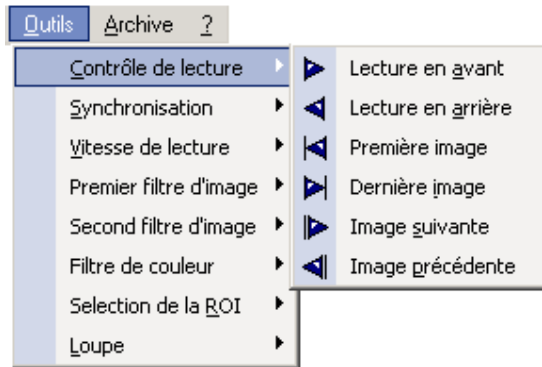 Outils Archive ?
Contrôle de lecture
Synchronisation
Vitesse de lecture
Premier filtre d'image
Second filtre d'image
Filtre de couleur
Selection de la ROI
Loupe
Lecture en avant
Lecture en arrière
Première image
Dernière image
Image suivante
Image précédente